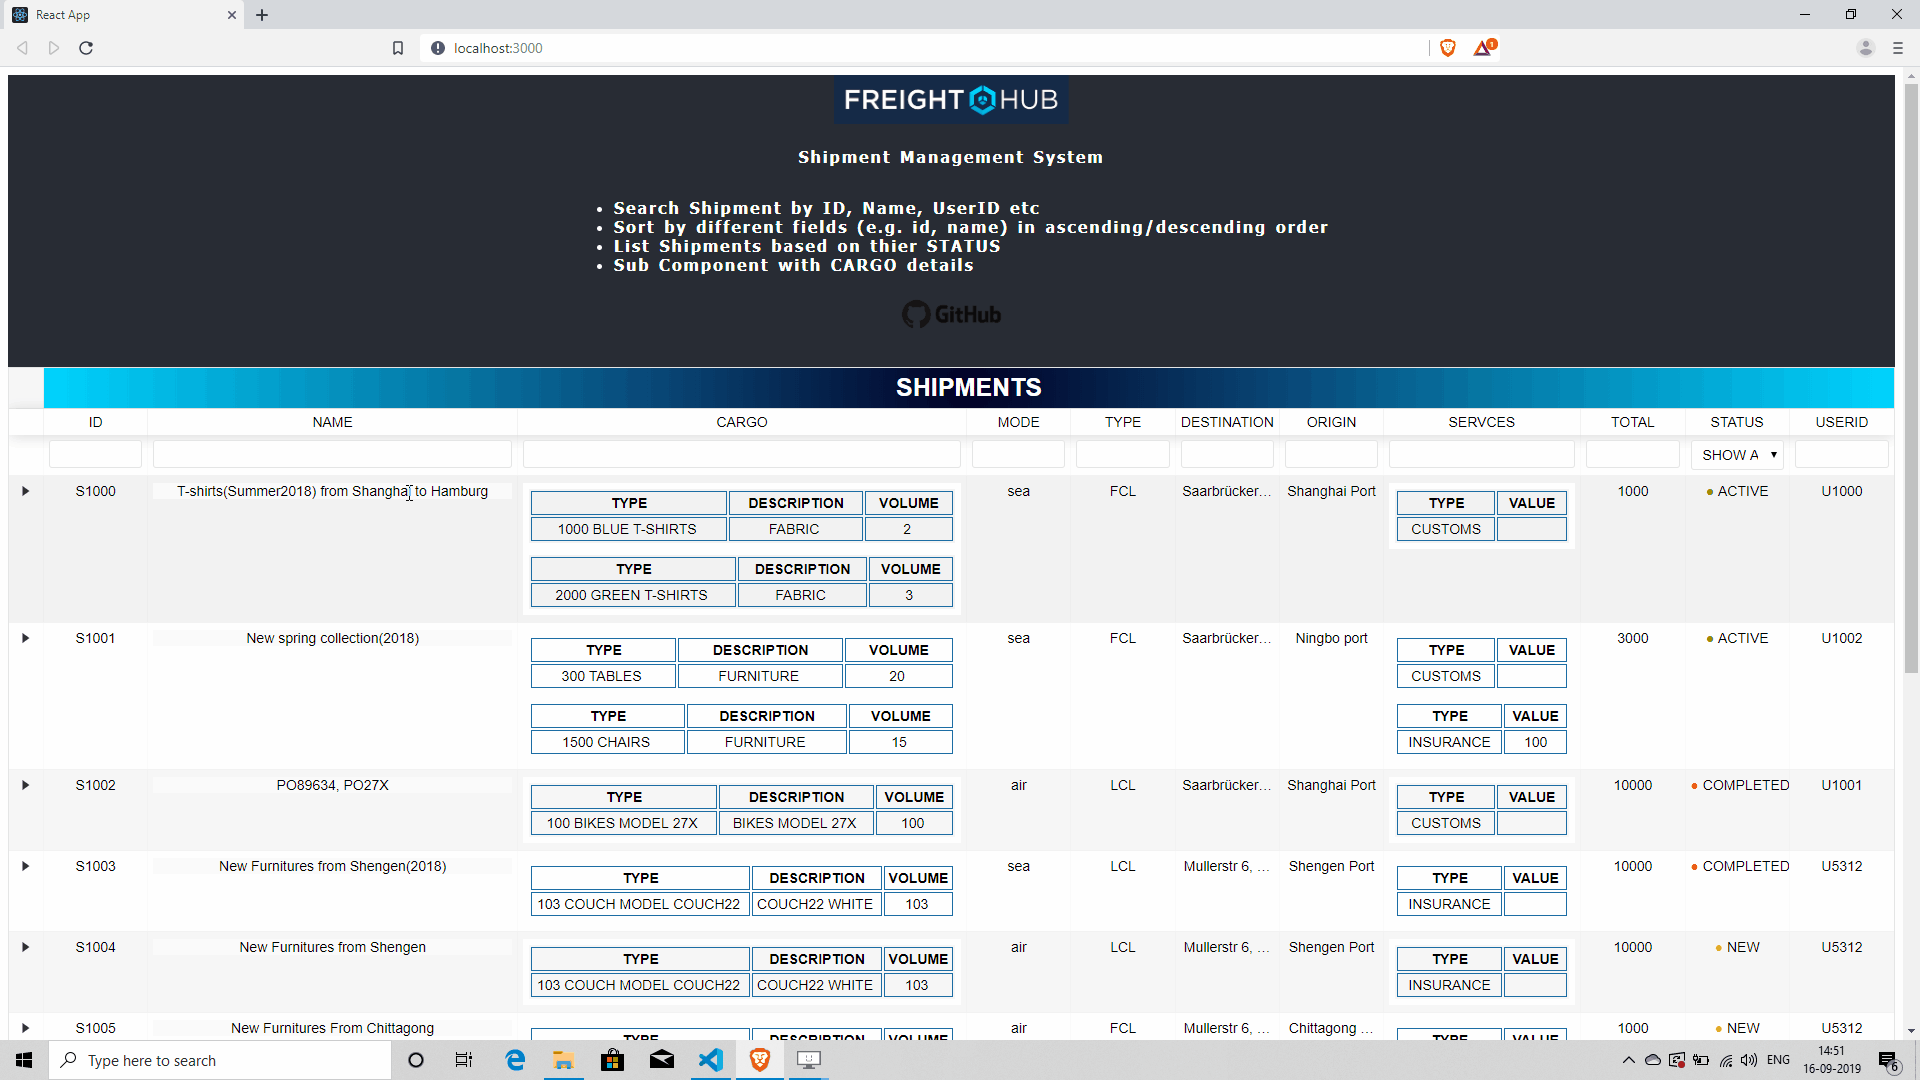 React App
localhost:3000
1
FREIGHT HUB
Shipment Management System
• Search Shipment by ID, Name, UserID etc
• Sort by different fields (e.g. id, name) in ascending/descending order
• List Shipments based on thier STATUS
• Sub Component with CARGO details
GitHub
SHIPMENTS
ID NAME CARGO MODE TYPE DESTINATION ORIGIN SERVCES TOTAL STATUS USERID
SHOW A
S1000 T-shirts(Summer2018) from Shanghai to Hamburg sea FCL Saarbrücker... Shanghai Port 1000 ACTIVE U1000
TYPE DESCRIPTION VOLUME TYPE VALUE
1000 BLUE T-SHIRTS FABRIC 2 CUSTOMS
TYPE DESCRIPTION VOLUME
2000 GREEN T-SHIRTS FABRIC 3
S1001 New spring collection(2018) sea FCL Saarbrücker... Ningbo port 3000 ACTIVE U1002
TYPE DESCRIPTION VOLUME TYPE VALUE
300 TABLES FURNITURE 20 CUSTOMS
TYPE DESCRIPTION VOLUME TYPE VALUE
1500 CHAIRS FURNITURE 15 INSURANCE 100
S1002 PO89634, PO27X air LCL Saarbrücker... Shanghai Port 10000 COMPLETED U1001
TYPE DESCRIPTION VOLUME TYPE VALUE
100 BIKES MODEL 27X BIKES MODEL 27X 100 CUSTOMS
S1003 New Furnitures from Shengen(2018) sea LCL Mullerstr 6, ... Shengen Port 10000 COMPLETED U5312
TYPE DESCRIPTION VOLUME TYPE VALUE
103 COUCH MODEL COUCH22 COUCH22 WHITE 103 INSURANCE
S1004 New Furnitures from Shengen air LCL Mullerstr 6, ... Shengen Port 10000 NEW U5312
TYPE DESCRIPTION VOLUME TYPE VALUE
103 COUCH MODEL COUCH22 COUCH22 WHITE 103 INSURANCE
S1005 New Furnitures From Chittagong air FCL Mullerstr 6, ... Chittagong ... 1000 NEW U5312
TYPE DESCRIPTION VOLUME TYPE VALUE
Type here to search
ENG
14:51
16-09-2019
6